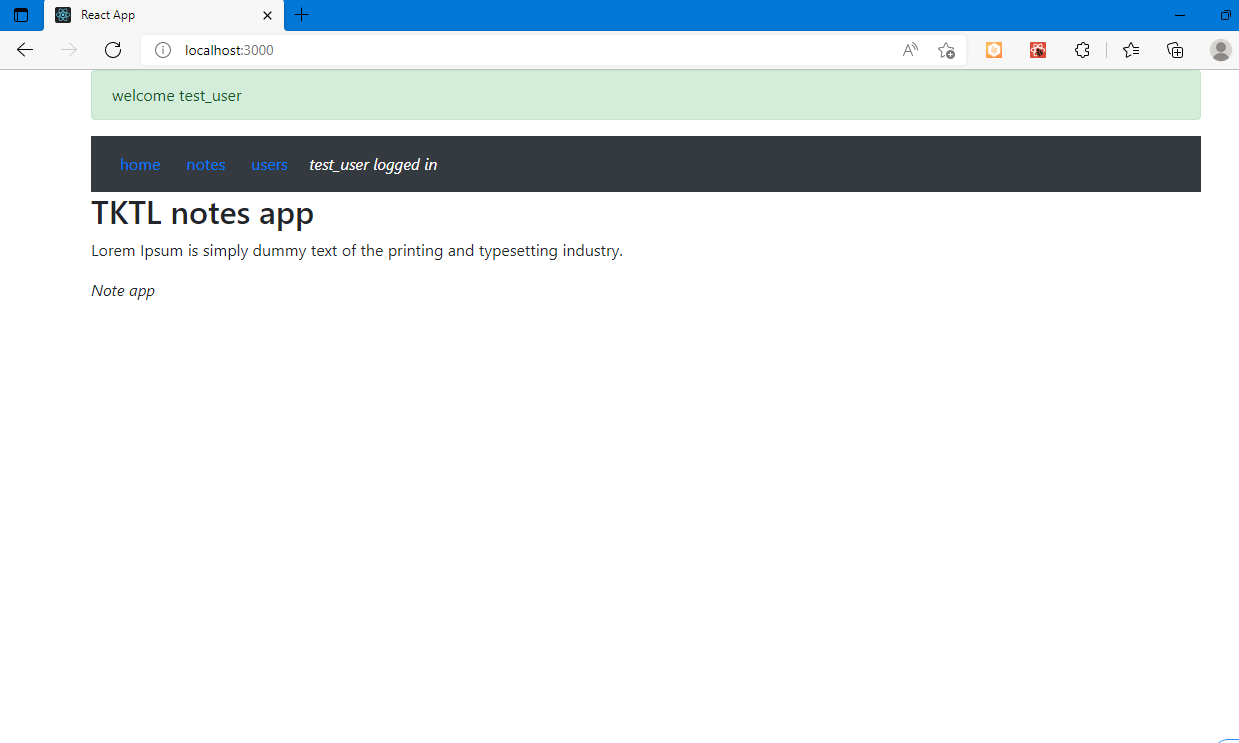 React App
localhost:3000
welcome test_user
home notes users test_user logged in
TKTL notes app
Lorem Ipsum is simply dummy text of the printing and typesetting industry.
Note app